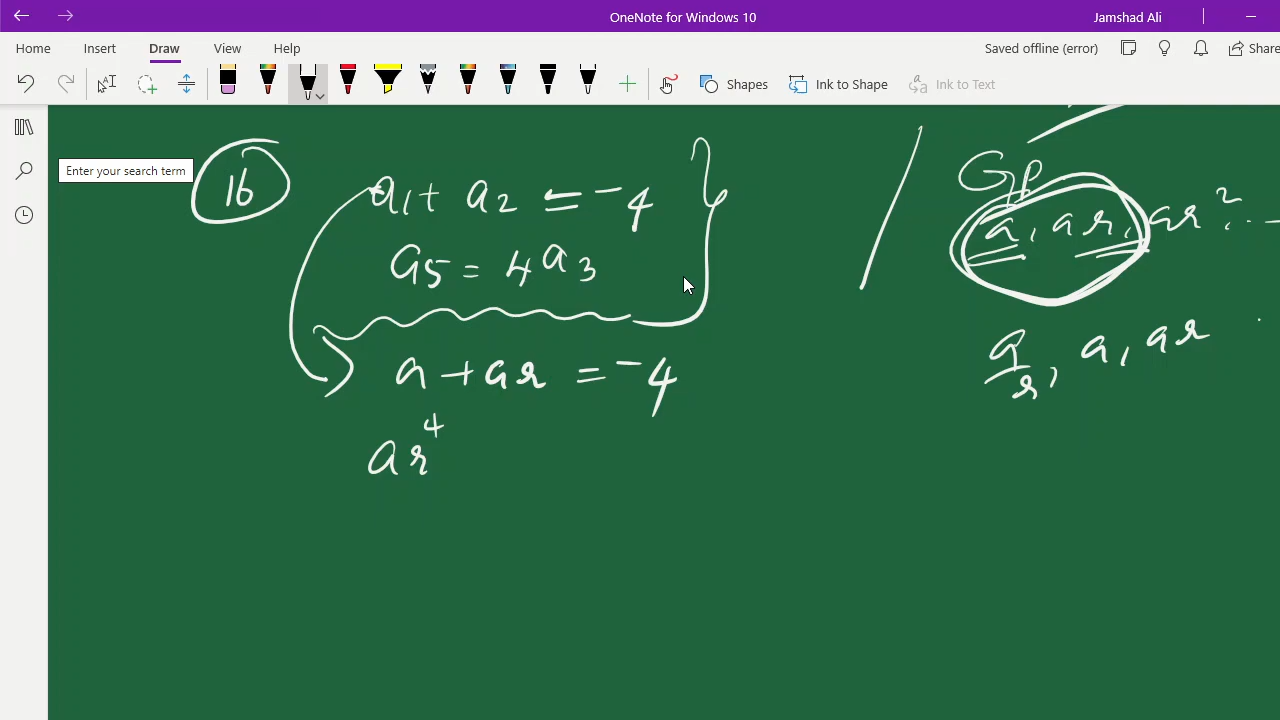 OneNote for Windows 10
Jamshad Ali
Home Insert Draw View Help
Saved offline (error)
Share
Shapes
Ink to Shape
Ink to Text
Enter your search term
16
a₁ + a₂ = -4
a5 = 4a₃
a + ar = -4
ar⁴
GP
a, ar, ar² . . -
a/r, a, ar